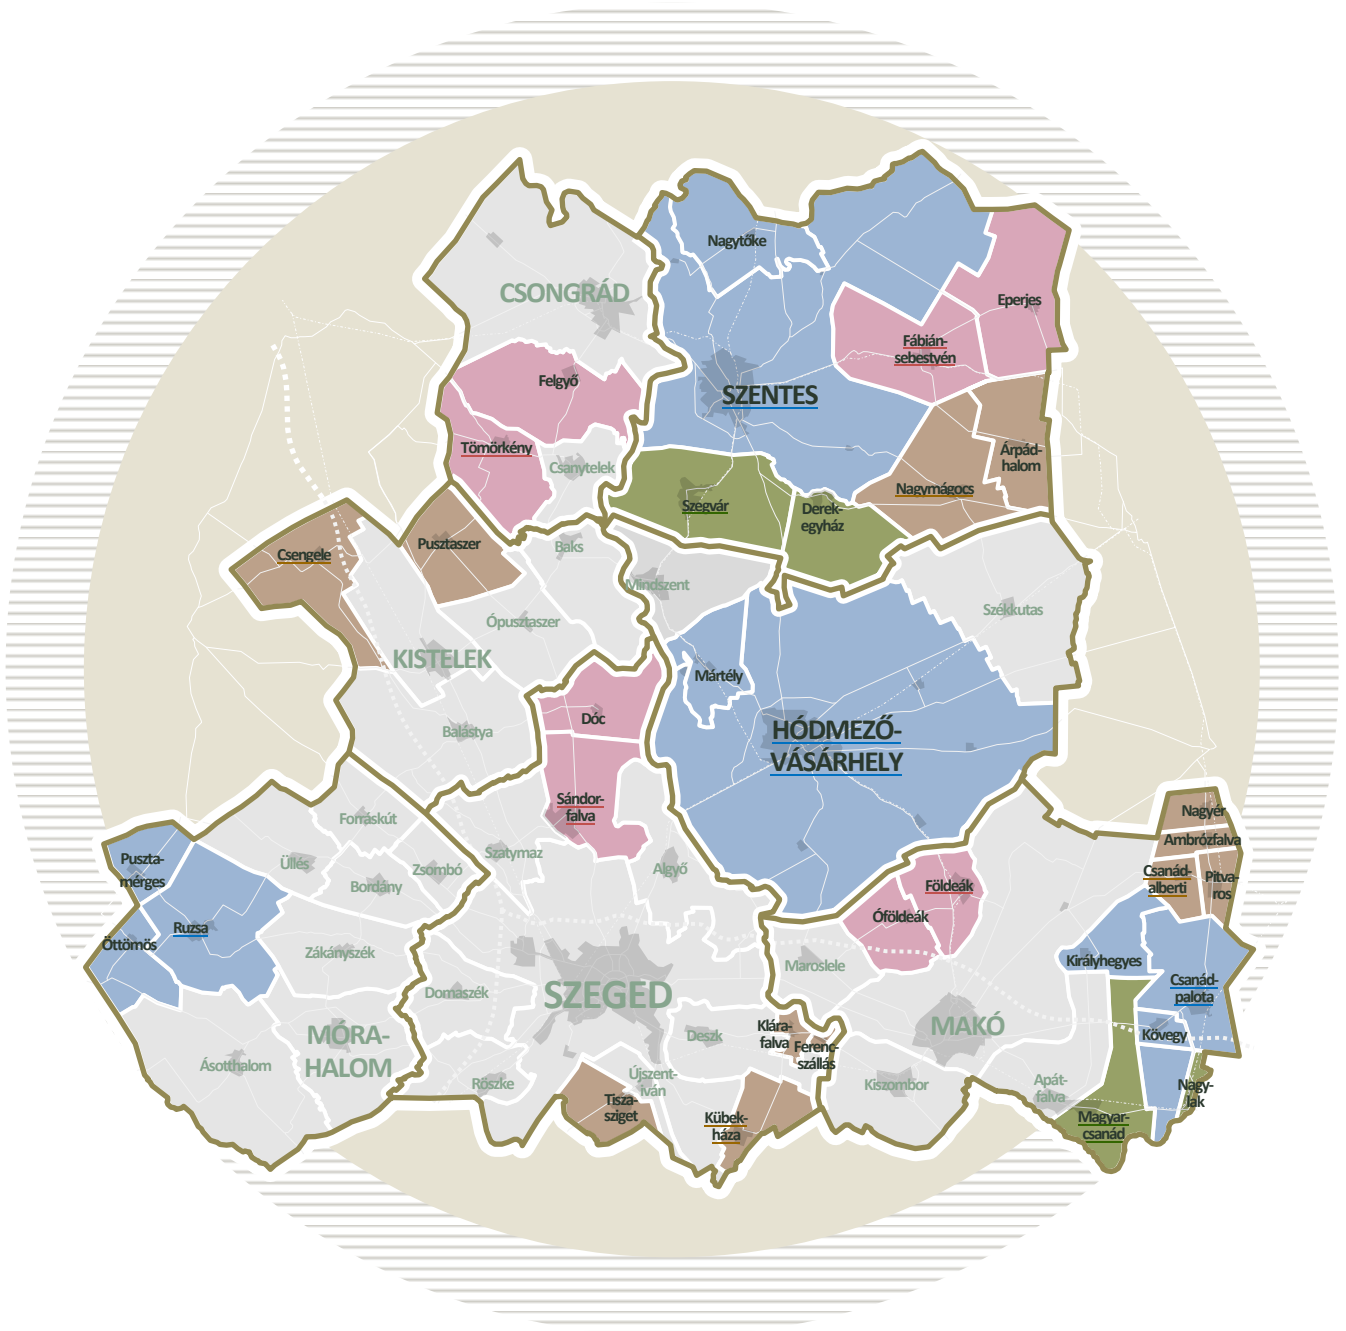 Nagytőke
CSONGRÁD
Eperjes
Fábián-
sebestyén
Felgyő
SZENTES
Tömörkény
Csanytelek
Árpád-
halom
Nagymágocs
Szegvár
Derek-
egyház
Csengele
Pusztaszer
Baks
Mindszent
Székkutas
Ópusztaszer
KISTELEK
Mártély
Dóc
Balástya
HÓDMEZŐ-
VÁSÁRHELY
Sándor-
falva
Nagyér
Forráskút
Ambrózfalva
Puszta-
mérges
Üllés
Bordány
Zsombó
Szatymaz
Algyő
Földeák
Csanád-
alberti
Pitva-
ros
Óföldeák
Ruzsa
Öttömös
Zákányszék
Maroslele
Királyhegyes
Csanád-
palota
Domaszék
SZEGED
MÓRA-
HALOM
Deszk
Klára-
falva
Ferenc-
szállás
MAKÓ
Kövegy
Ásotthalom
Röszke
Újszent-
iván
Kiszombor
Apát-
falva
Nagy-
lak
Tisza-
sziget
Kübek-
háza
Magyar-
csanád